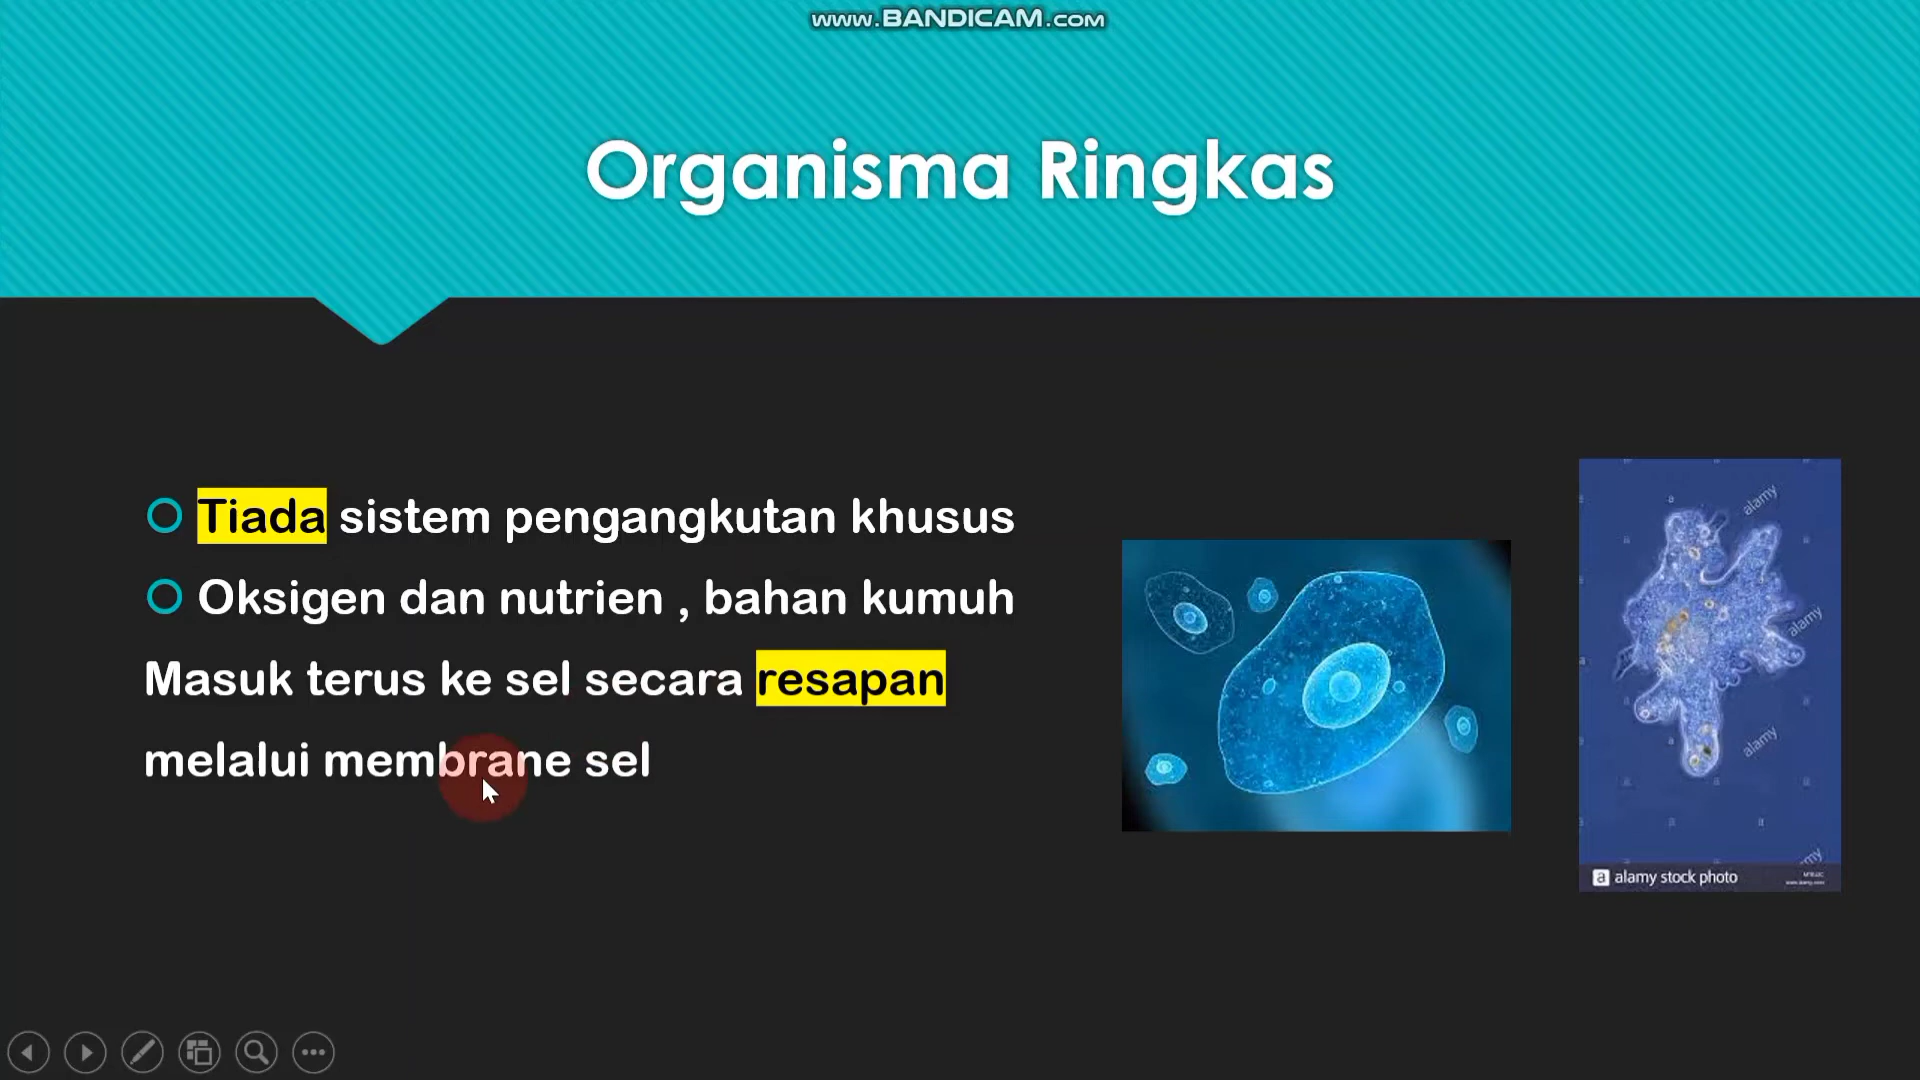 www.BANDICAM.com
Organisma Ringkas
Tiada sistem pengangkutan khusus
Oksigen dan nutrien , bahan kumuh
Masuk terus ke sel secara resapan
melalui membrane sel
alamy
alamy
alamy
a alamy stock photo